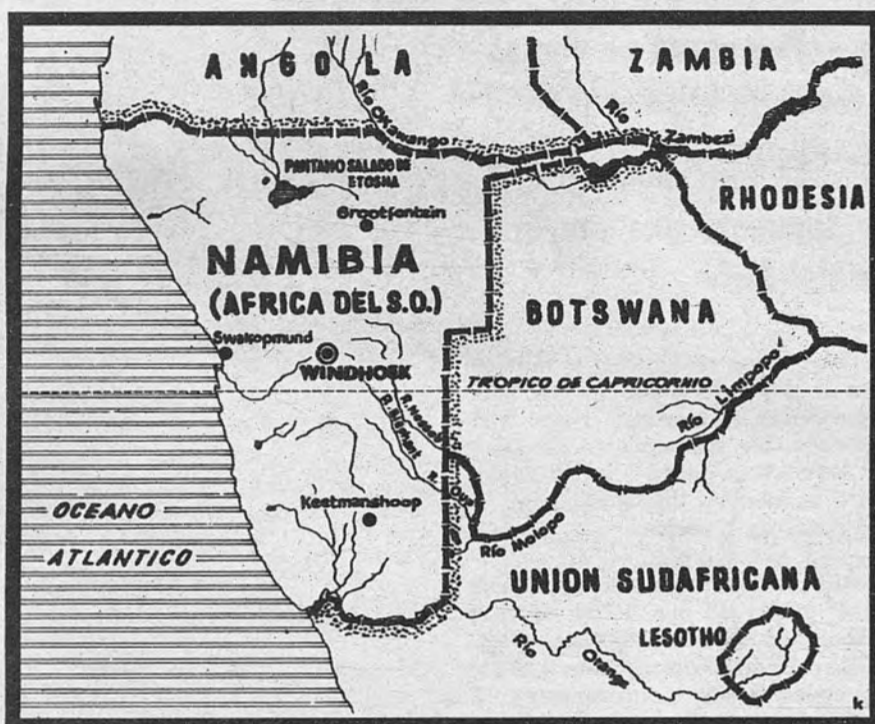 ANGOLA
ZAMBIA
Río Okawango
Río
Zambezi
PANTANO SALADO DE
ETOSHA
Grootfontein
RHODESIA
NAMIBIA
(AFRICA DEL S.O.)
BOTSWANA
Swakopmund
WINDHOEK
TROPICO DE CAPRICORNIO
Río Limpopo
R.
R.
Keetmanshoop
OCEANO
ATLANTICO
Río Molopo
UNION SUDAFRICANA
LESOTHO
Río Orange
k